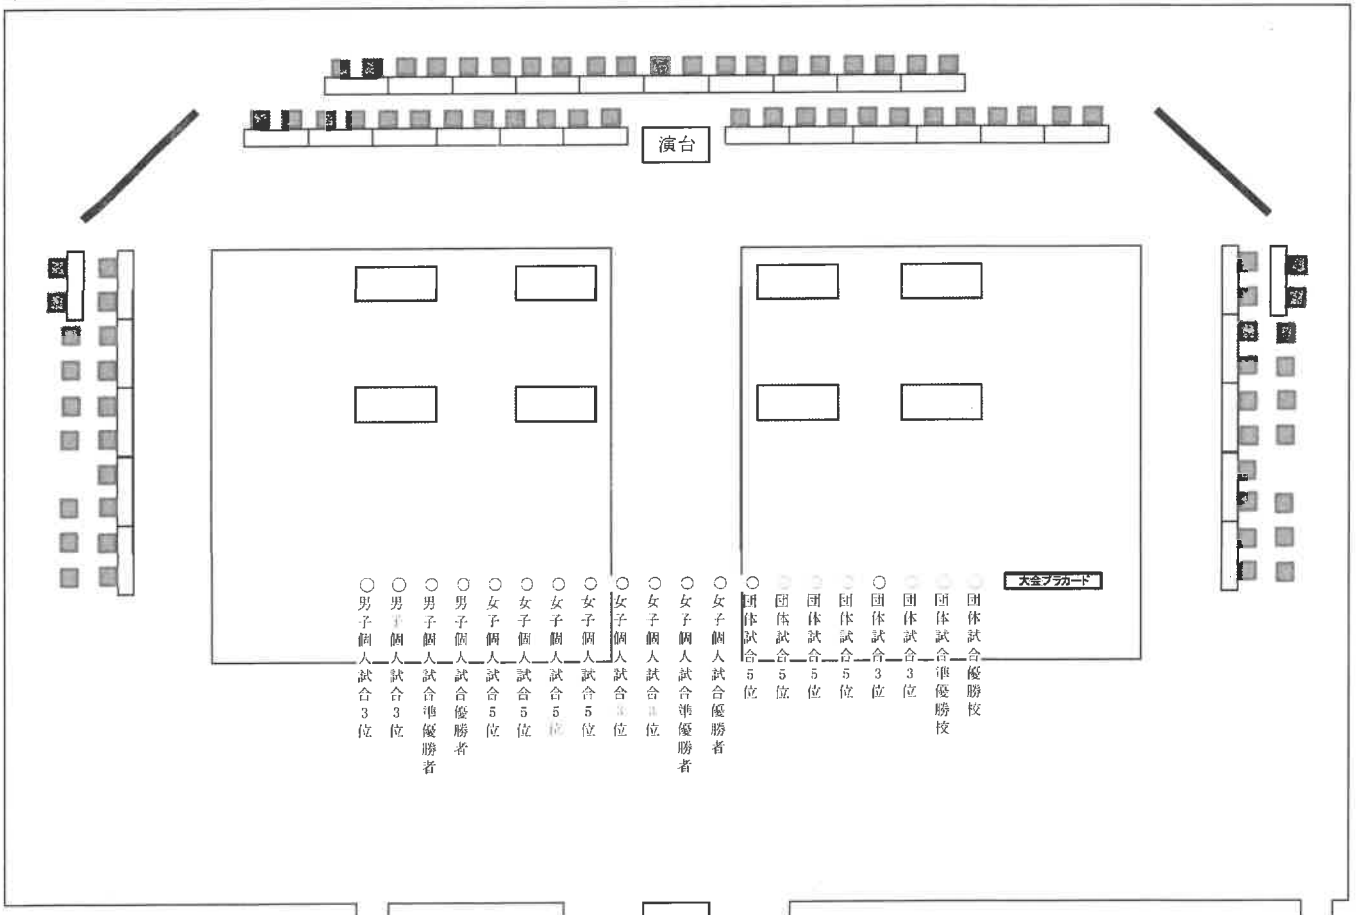 演台
大会プラカード
○団体試合優勝校
○団体試合準優勝校
○団体試合3位
○団体試合3位
○団体試合5位
○団体試合5位
○団体試合5位
○団体試合5位
○女子個人試合優勝者
○女子個人試合準優勝者
○女子個人試合3位
○女子個人試合3位
○女子個人試合5位
○女子個人試合5位
○女子個人試合5位
○女子個人試合5位
○男子個人試合優勝者
○男子個人試合準優勝者
○男子個人試合3位
○男子個人試合3位